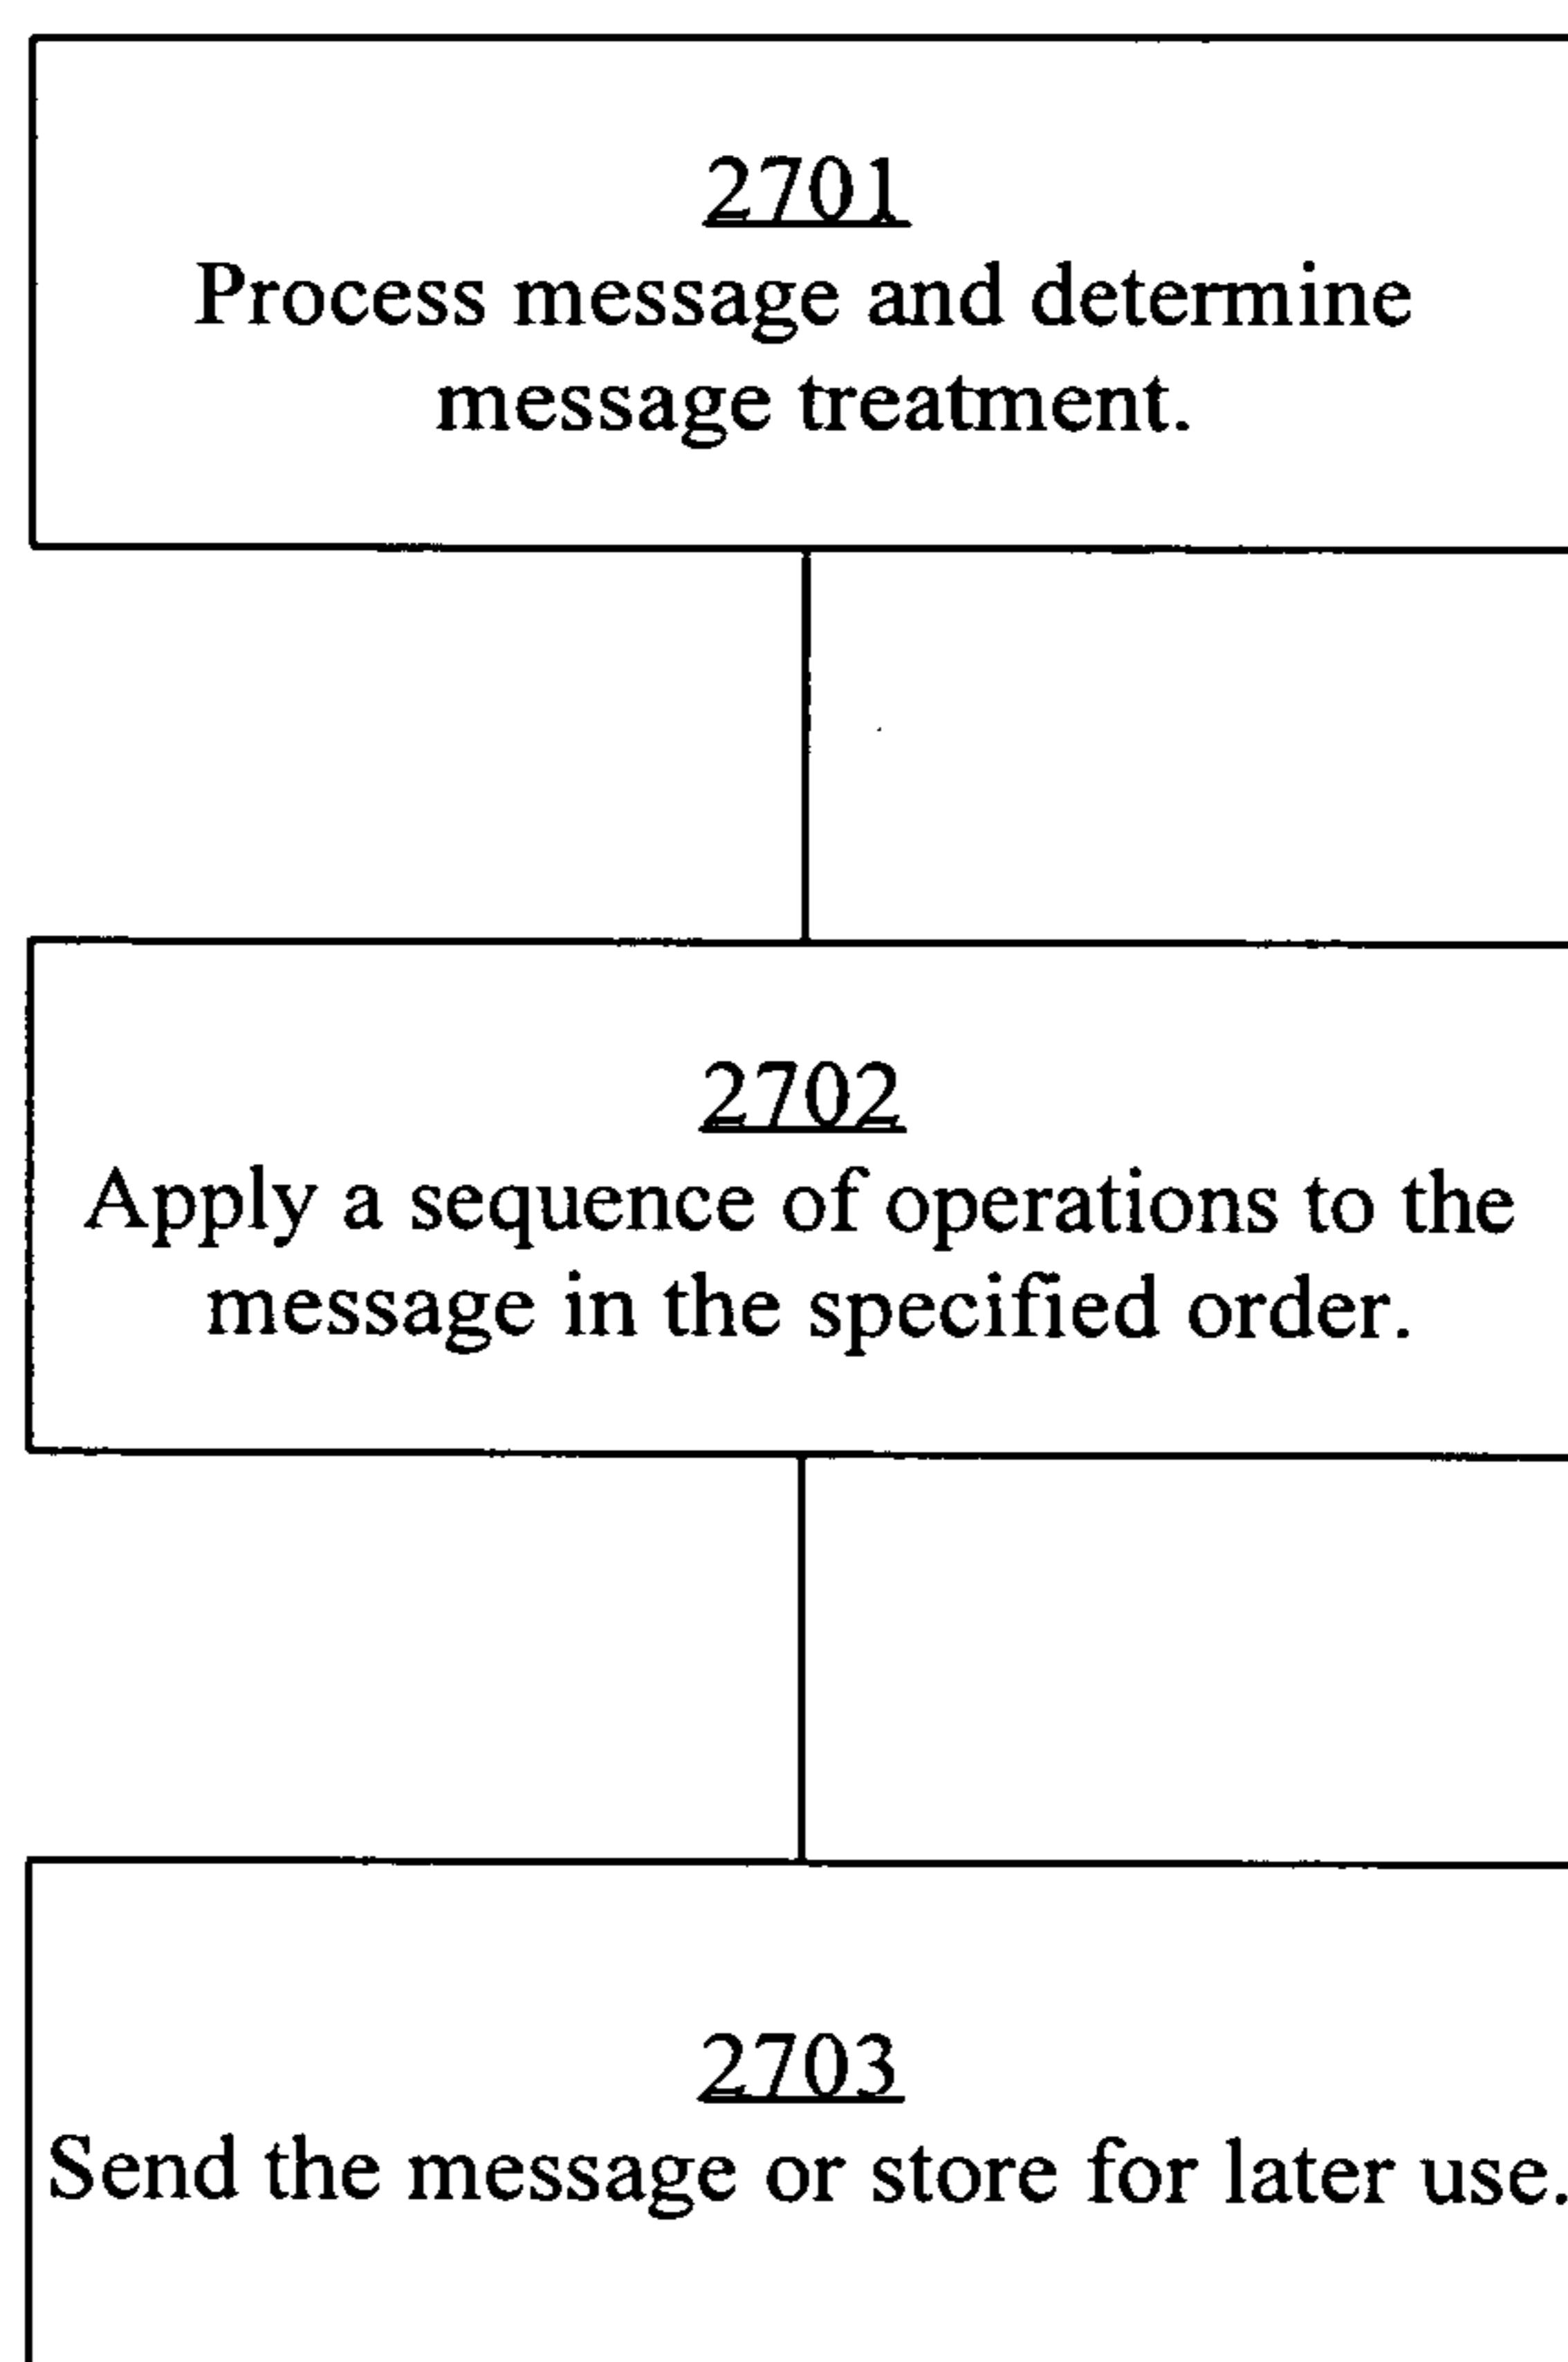 2701
Process message and determine
message treatment.
2702
Apply a sequence of operations to the
message in the specified order.
2703
Send the message or store for later use.